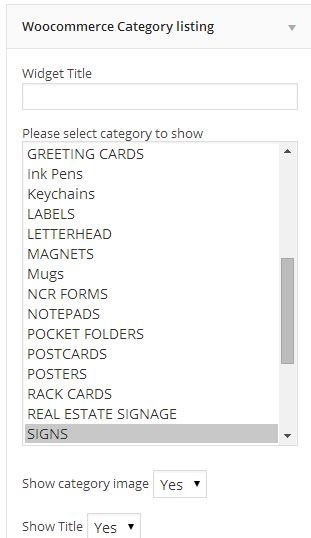 Woocommerce Category listing
Widget Title
Please select category to show
GREETING CARDS
Ink Pens
Keychains
LABELS
LETTERHEAD
MAGNETS
Mugs
NCR FORMS
NOTEPADS
POCKET FOLDERS
POSTCARDS
POSTERS
RACK CARDS
REAL ESTATE SIGNAGE
SIGNS
Show category image Yes
Show Title Yes